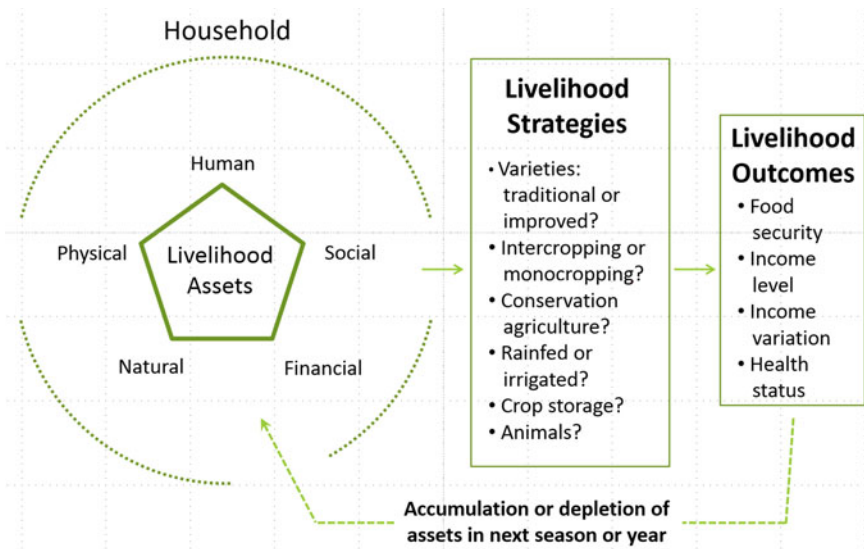 Household
Human
Physical
Livelihood
Assets
Social
Natural
Financial
Livelihood
Strategies
• Varieties:
traditional or
improved?
• Intercropping or
monocropping?
• Conservation
agriculture?
• Rainfed or
irrigated?
• Crop storage?
• Animals?
Livelihood
Outcomes
• Food
security
• Income
level
• Income
variation
• Health
status
Accumulation or depletion of
assets in next season or year